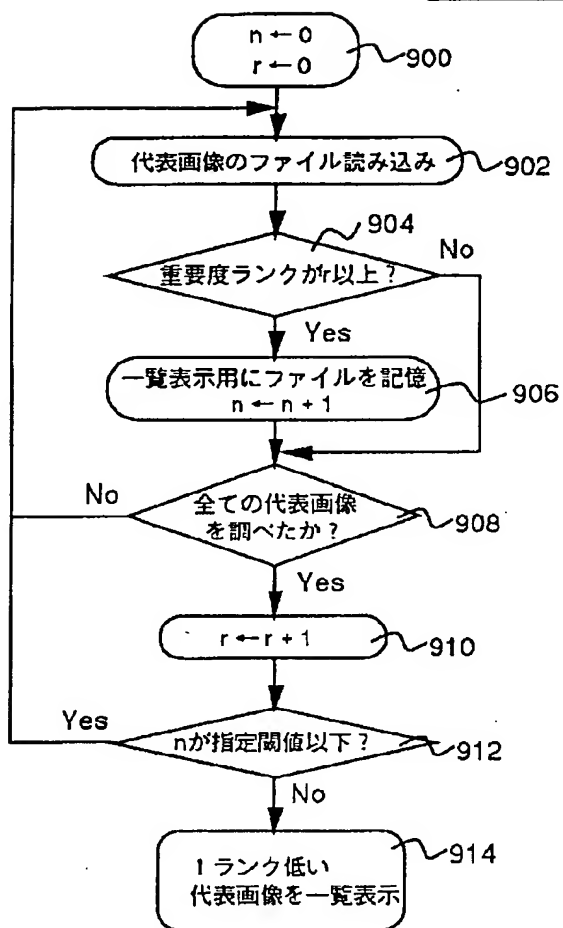 n ← 0
r ← 0
900
代表画像のファイル読み込み
902
904
重要度ランクがr以上？
No
Yes
一覧表示用にファイルを記憶
n ← n + 1
906
No
全ての代表画像
を調べたか？
908
Yes
r ← r + 1
910
Yes
nが指定閾値以下？
912
No
1 ランク低い
代表画像を一覧表示
914